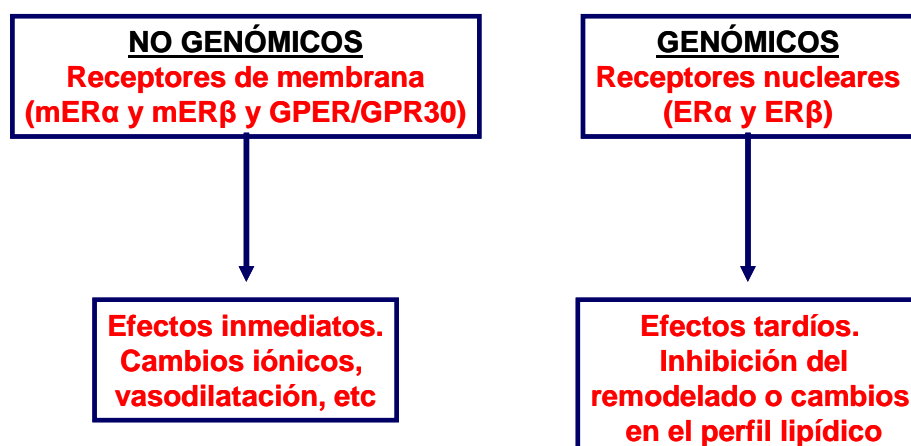 NO GENÓMICOS
Receptores de membrana
(mERα y mERβ y GPER/GPR30)
GENÓMICOS
Receptores nucleares
(ERα y ERβ)
Efectos inmediatos.
Cambios iónicos,
vasodilatación, etc
Efectos tardíos.
Inhibición del
remodelado o cambios
en el perfil lipídico